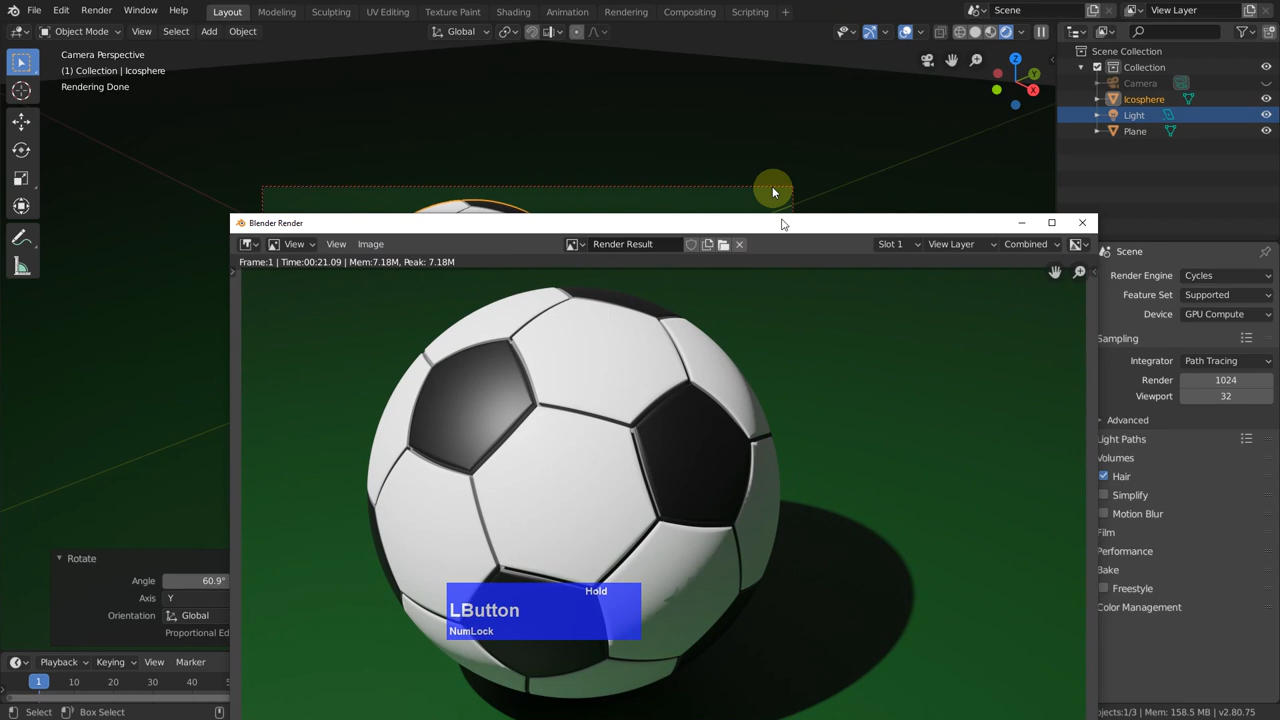 File Edit Render Window Help Layout Modeling Sculpting UV Editing Texture Paint Shading Animation Rendering Compositing Scripting + Scene View Layer
Object Mode View Select Add Object Global
Camera Perspective
(1) Collection | Icosphere
Rendering Done
Z
Y
X
Scene Collection
Collection
Camera
Icosphere
Light
Plane
Blender Render
View View Image Render Result Slot 1 View Layer Combined
Frame:1 | Time:00:21.09 | Mem:7.18M, Peak: 7.18M
Scene
Render Engine Cycles
Feature Set Supported
Device GPU Compute
Sampling
Integrator Path Tracing
Render 1024
Viewport 32
Advanced
Light Paths
Volumes
Hair
Simplify
Motion Blur
Film
Performance
Bake
Freestyle
Color Management
Rotate
Angle 60.9°
Axis Y
Orientation Global
Proportional Ed
Hold
LButton
NumLock
Playback Keying View Marker
1 10 20 30 40
Select Box Select
bjects:1/3 | Mem: 158.5 MB | v2.80.75